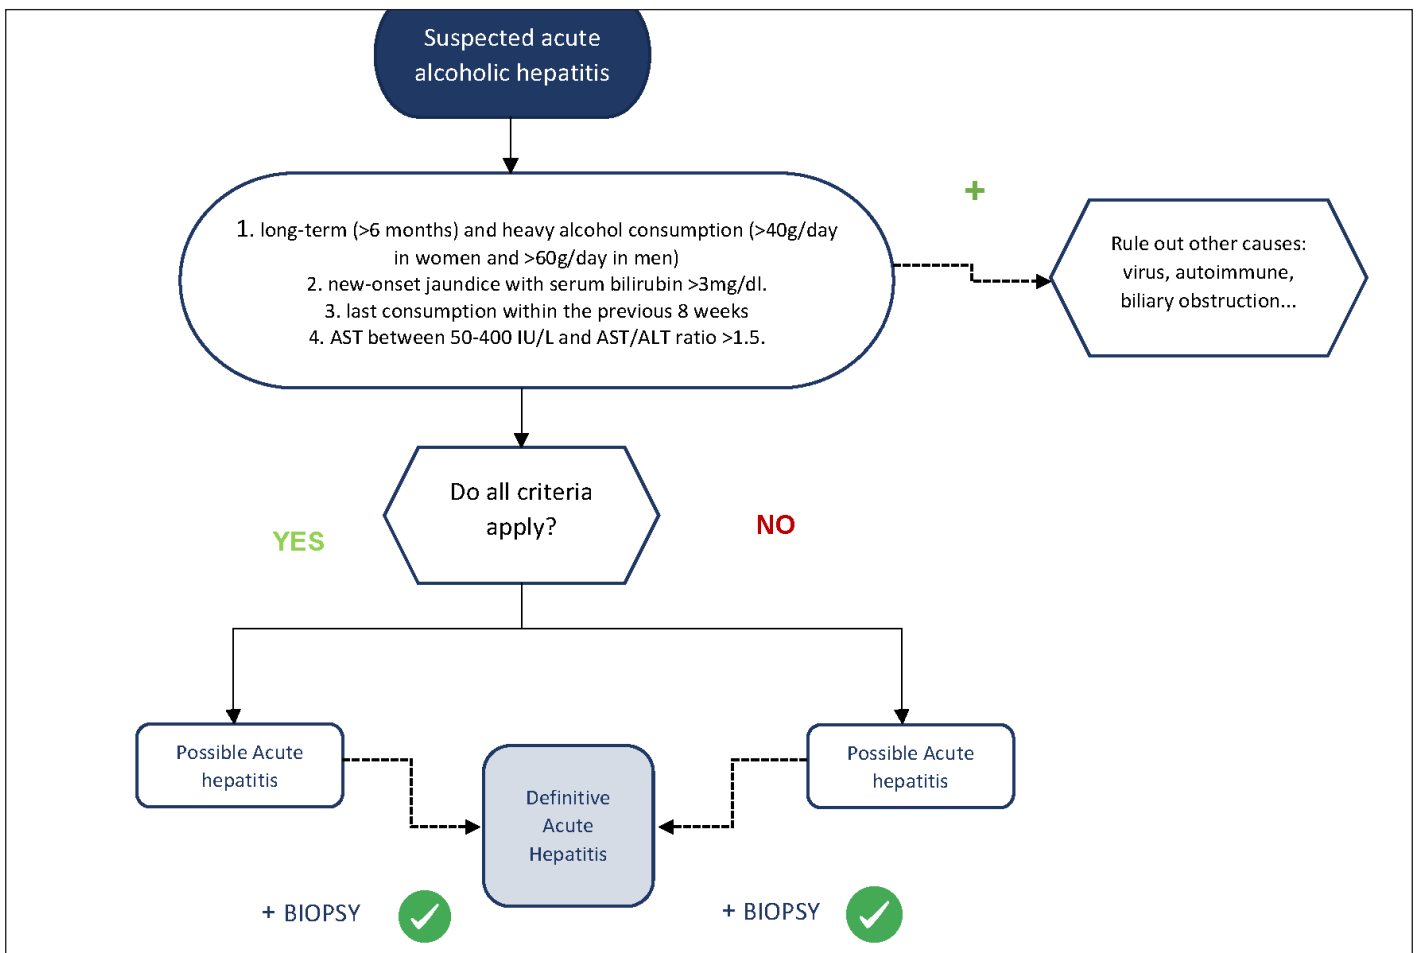 Suspected acute
alcoholic hepatitis
1. long-term (>6 months) and heavy alcohol consumption (>40g/day
in women and >60g/day in men)
2. new-onset jaundice with serum bilirubin >3mg/dl.
3. last consumption within the previous 8 weeks
4. AST between 50-400 IU/L and AST/ALT ratio >1.5.
+
Rule out other causes:
virus, autoimmune,
biliary obstruction...
Do all criteria
apply?
YES
NO
Possible Acute
hepatitis
Definitive
Acute
Hepatitis
Possible Acute
hepatitis
+ BIOPSY
+ BIOPSY